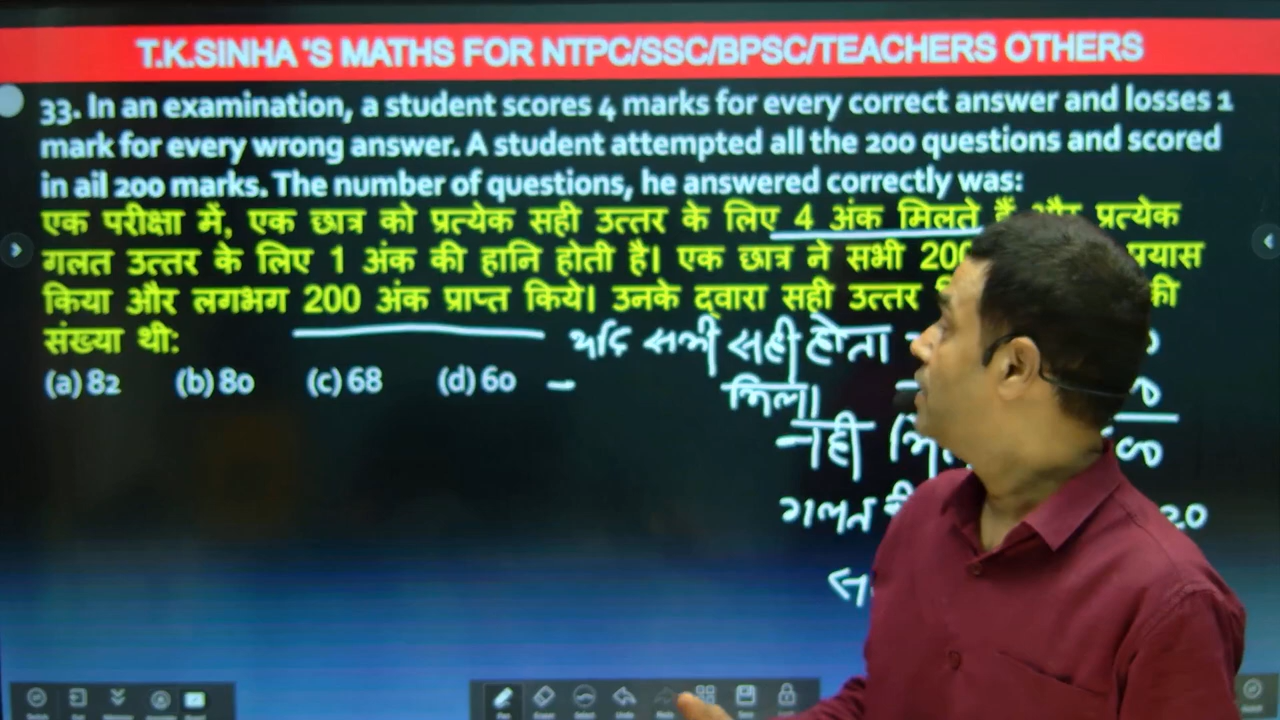 T.K.SINHA 'S MATHS FOR NTPC/SSC/BPSC/TEACHERS OTHERS
33. In an examination, a student scores 4 marks for every correct answer and losses 1
mark for every wrong answer. A student attempted all the 200 questions and scored
in ail 200 marks. The number of questions, he answered correctly was:
एक परीक्षा में, एक छात्र को प्रत्येक सही उत्तर के लिए 4 अंक मिलते हैं और प्रत्येक
गलत उत्तर के लिए 1 अंक की हानि होती है। एक छात्र ने सभी 200 प्रयास
किया और लगभग 200 अंक प्राप्त किये। उनके द्वारा सही उत्तर की
संख्या थी:
यदि सभी सही होता
(a) 82 (b) 80 (c) 68 (d) 60 –
मिला
नही
गलत 20